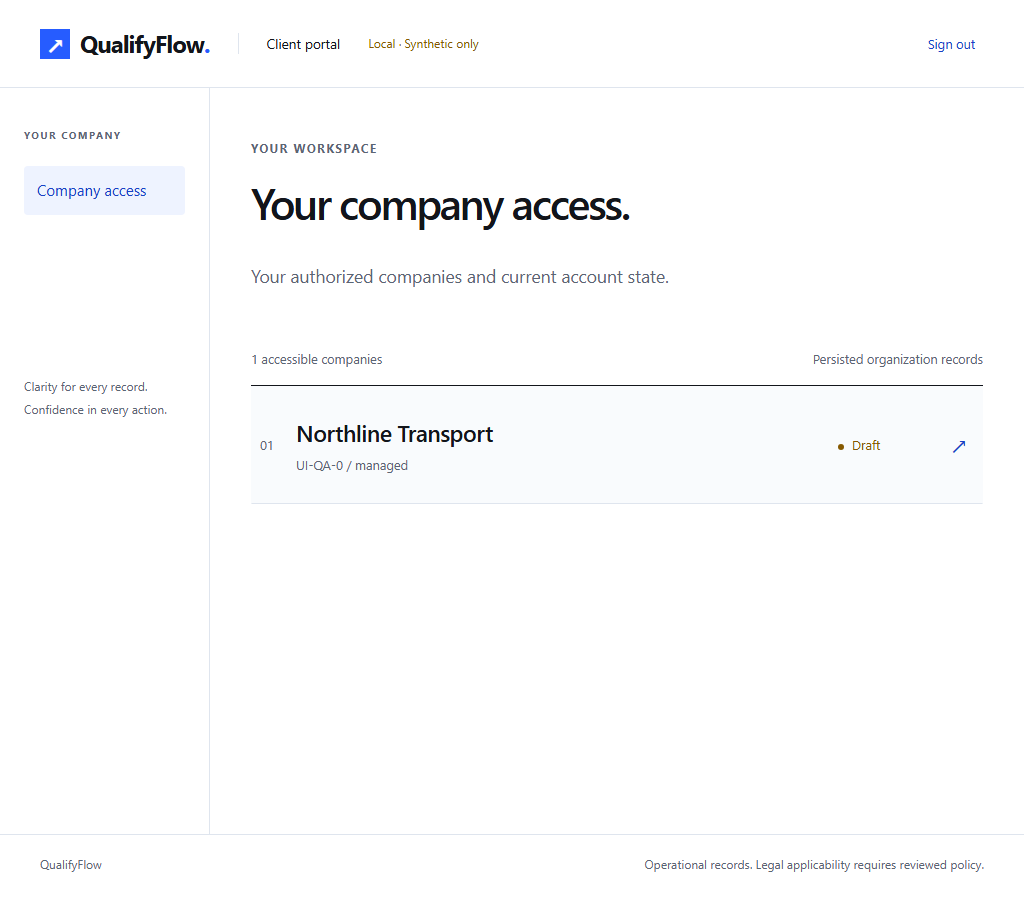 QualifyFlow.
Client portal
Local · Synthetic only
Sign out
YOUR COMPANY
Company access
Clarity for every record.
Confidence in every action.
YOUR WORKSPACE
Your company access.
Your authorized companies and current account state.
1 accessible companies
Persisted organization records
01
Northline Transport
UI-QA-0 / managed
Draft
QualifyFlow
Operational records. Legal applicability requires reviewed policy.